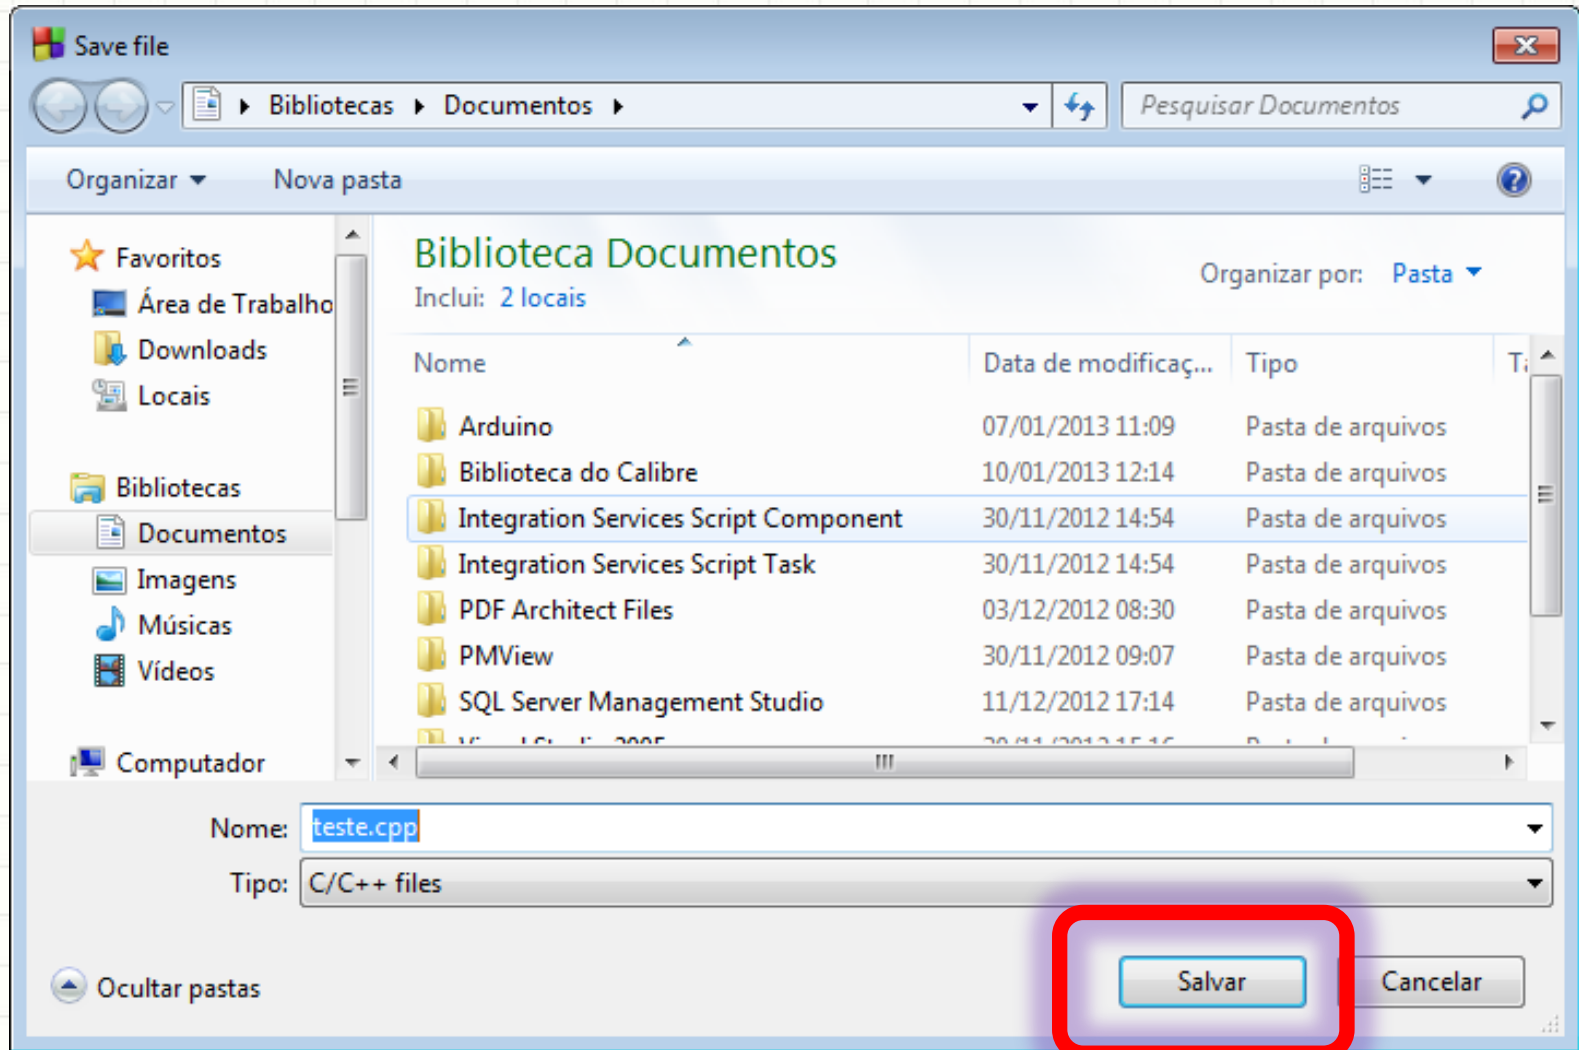 Save file
Bibliotecas Documentos
Pesquisar Documentos
Organizar Nova pasta
Favoritos
Área de Trabalho
Downloads
Locais
Bibliotecas
Documentos
Imagens
Músicas
Vídeos
Computador
Biblioteca Documentos
Inclui: 2 locais
Organizar por: Pasta
Nome Data de modificaç... Tipo
Arduino 07/01/2013 11:09 Pasta de arquivos
Biblioteca do Calibre 10/01/2013 12:14 Pasta de arquivos
Integration Services Script Component 30/11/2012 14:54 Pasta de arquivos
Integration Services Script Task 30/11/2012 14:54 Pasta de arquivos
PDF Architect Files 03/12/2012 08:30 Pasta de arquivos
PMView 30/11/2012 09:07 Pasta de arquivos
SQL Server Management Studio 11/12/2012 17:14 Pasta de arquivos
Nome: teste.cpp
Tipo: C/C++ files
Ocultar pastas
Salvar Cancelar